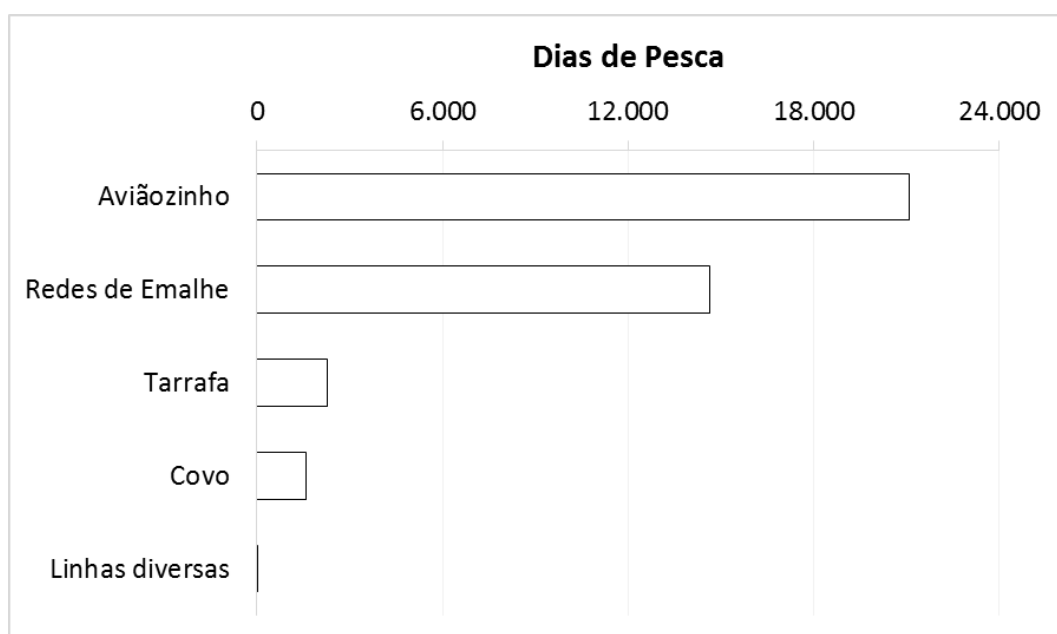 Dias de Pesca
0 6.000 12.000 18.000 24.000
Aviãozinho
Redes de Emalhe
Tarrafa
Covo
Linhas diversas